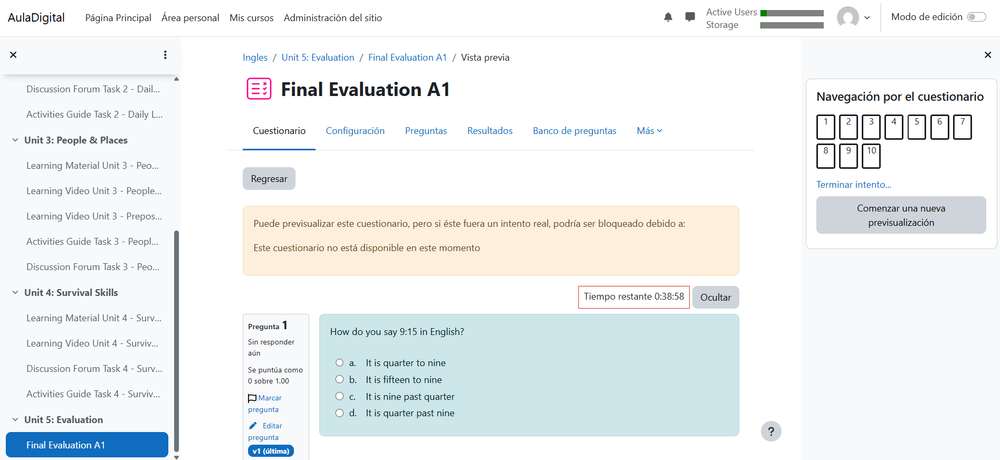 AulaDigital
Página Principal
Área personal
Mis cursos
Administración del sitio
Active Users
Storage
Modo de edición
Discussion Forum Task 2 - Dail...
Activities Guide Task 2 - Daily L...
Unit 3: People & Places
Learning Material Unit 3 - Peo...
Learning Video Unit 3 - People...
Learning Video Unit 3 - Prepos...
Activities Guide Task 3 - Peopl...
Discussion Forum Task 3 - Peo...
Unit 4: Survival Skills
Learning Material Unit 4 - Surv...
Learning Video Unit 4 - Surviv...
Discussion Forum Task 4 - Surv...
Activities Guide Task 4 - Surviv...
Unit 5: Evaluation
Final Evaluation A1
Ingles / Unit 5: Evaluation / Final Evaluation A1 / Vista previa
Final Evaluation A1
Cuestionario
Configuración
Preguntas
Resultados
Banco de preguntas
Más
Regresar
Puede previsualizar este cuestionario, pero si éste fuera un intento real, podría ser bloqueado debido a:
Este cuestionario no está disponible en este momento
Tiempo restante 0:38:58
Ocultar
Pregunta 1
Sin responder
aún
Se puntúa como
0 sobre 1.00
Marcar
pregunta
Editar
pregunta
v1 (última)
How do you say 9:15 in English?
a. It is quarter to nine
b. It is fifteen to nine
c. It is nine past quarter
d. It is quarter past nine
?
Navegación por el cuestionario
1 2 3 4 5 6 7
8 9 10
Terminar intento...
Comenzar una nueva
previsualización